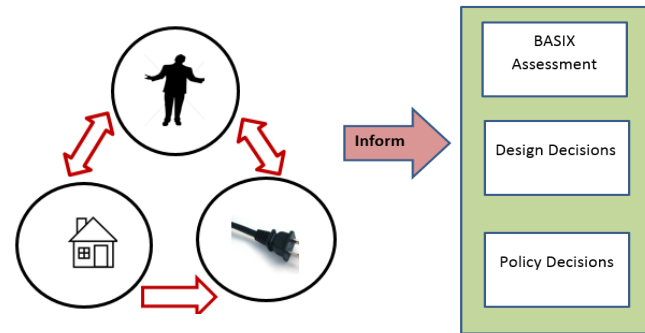 BASIX
Assessment
Inform
Design Decisions
Policy Decisions